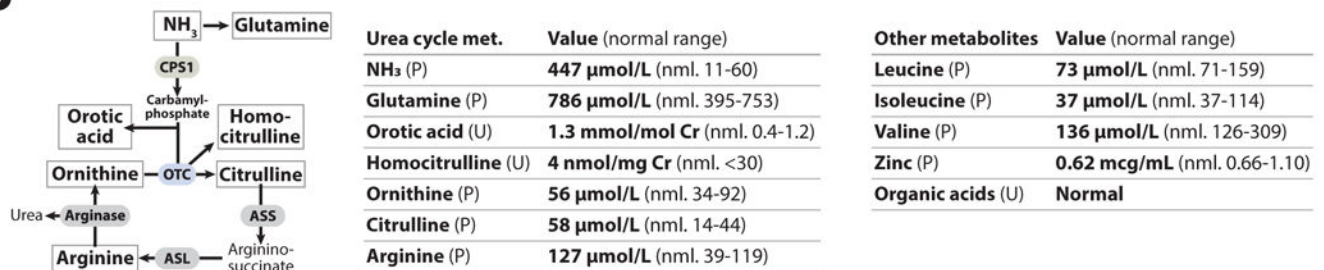 NH3 Glutamine
CPS1
Carbamyl-
phosphate
Orotic
acid
Homo-
citrulline
Ornithine OTC Citrulline
Urea Arginase ASS
Arginine ASL Arginino-
succinate
Urea cycle met. Value (normal range)
NH₃ (P) 447 µmol/L (nml. 11-60)
Glutamine (P) 786 µmol/L (nml. 395-753)
Orotic acid (U) 1.3 mmol/mol Cr (nml. 0.4-1.2)
Homocitrulline (U) 4 nmol/mg Cr (nml. <30)
Ornithine (P) 56 µmol/L (nml. 34-92)
Citrulline (P) 58 µmol/L (nml. 14-44)
Arginine (P) 127 µmol/L (nml. 39-119)
Other metabolites Value (normal range)
Leucine (P) 73 µmol/L (nml. 71-159)
Isoleucine (P) 37 µmol/L (nml. 37-114)
Valine (P) 136 µmol/L (nml. 126-309)
Zinc (P) 0.62 mcg/mL (nml. 0.66-1.10)
Organic acids (U) Normal